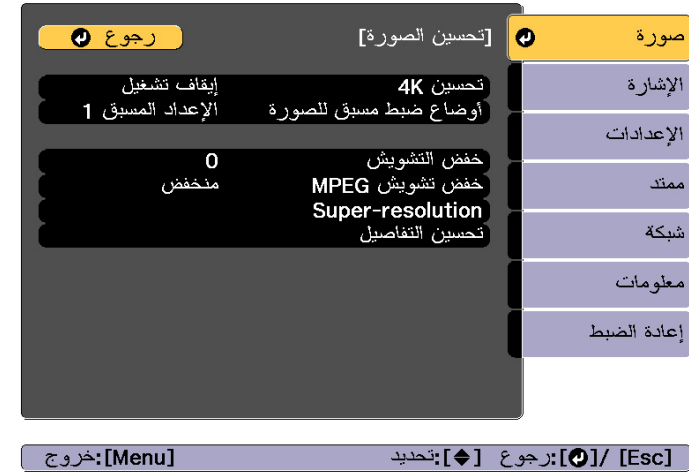 صورة
الإشارة
الإعدادات
ممتد
شبكة
معلومات
إعادة الضبط
[تحسين الصورة] رجوع
تحسين 4K إيقاف تشغيل
أوضاع ضبط مسبق للصورة الإعداد المسبق 1
خفض التشويش 0
خفض تشويش MPEG منخفض
Super-resolution
تحسين التفاصيل
[Esc] /[]:رجوع []:تحديد [Menu]:خروج